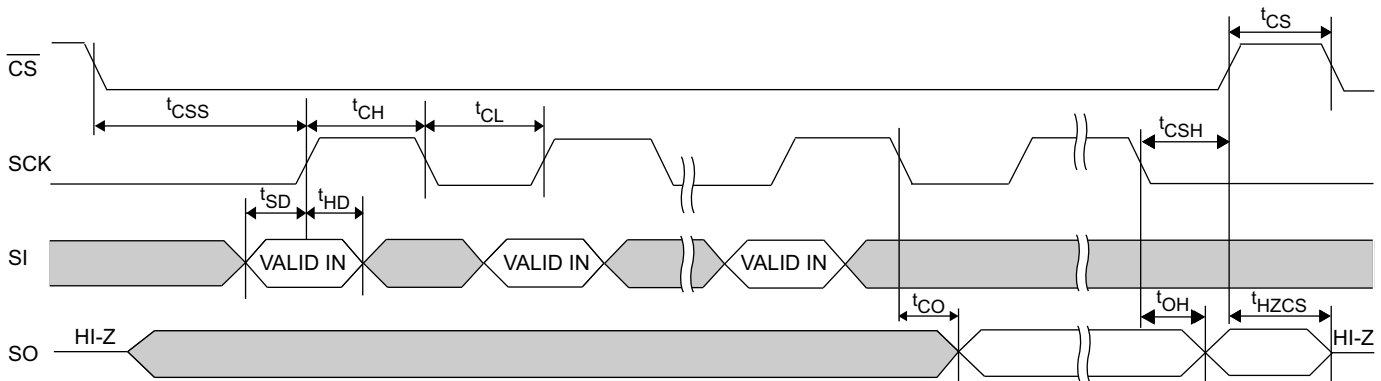 tCS
CS
tCSS tCH tCL tCSH
SCK
tSD tHD
SI VALID IN VALID IN VALID IN
tCO tOH tHZCS
SO HI-Z HI-Z